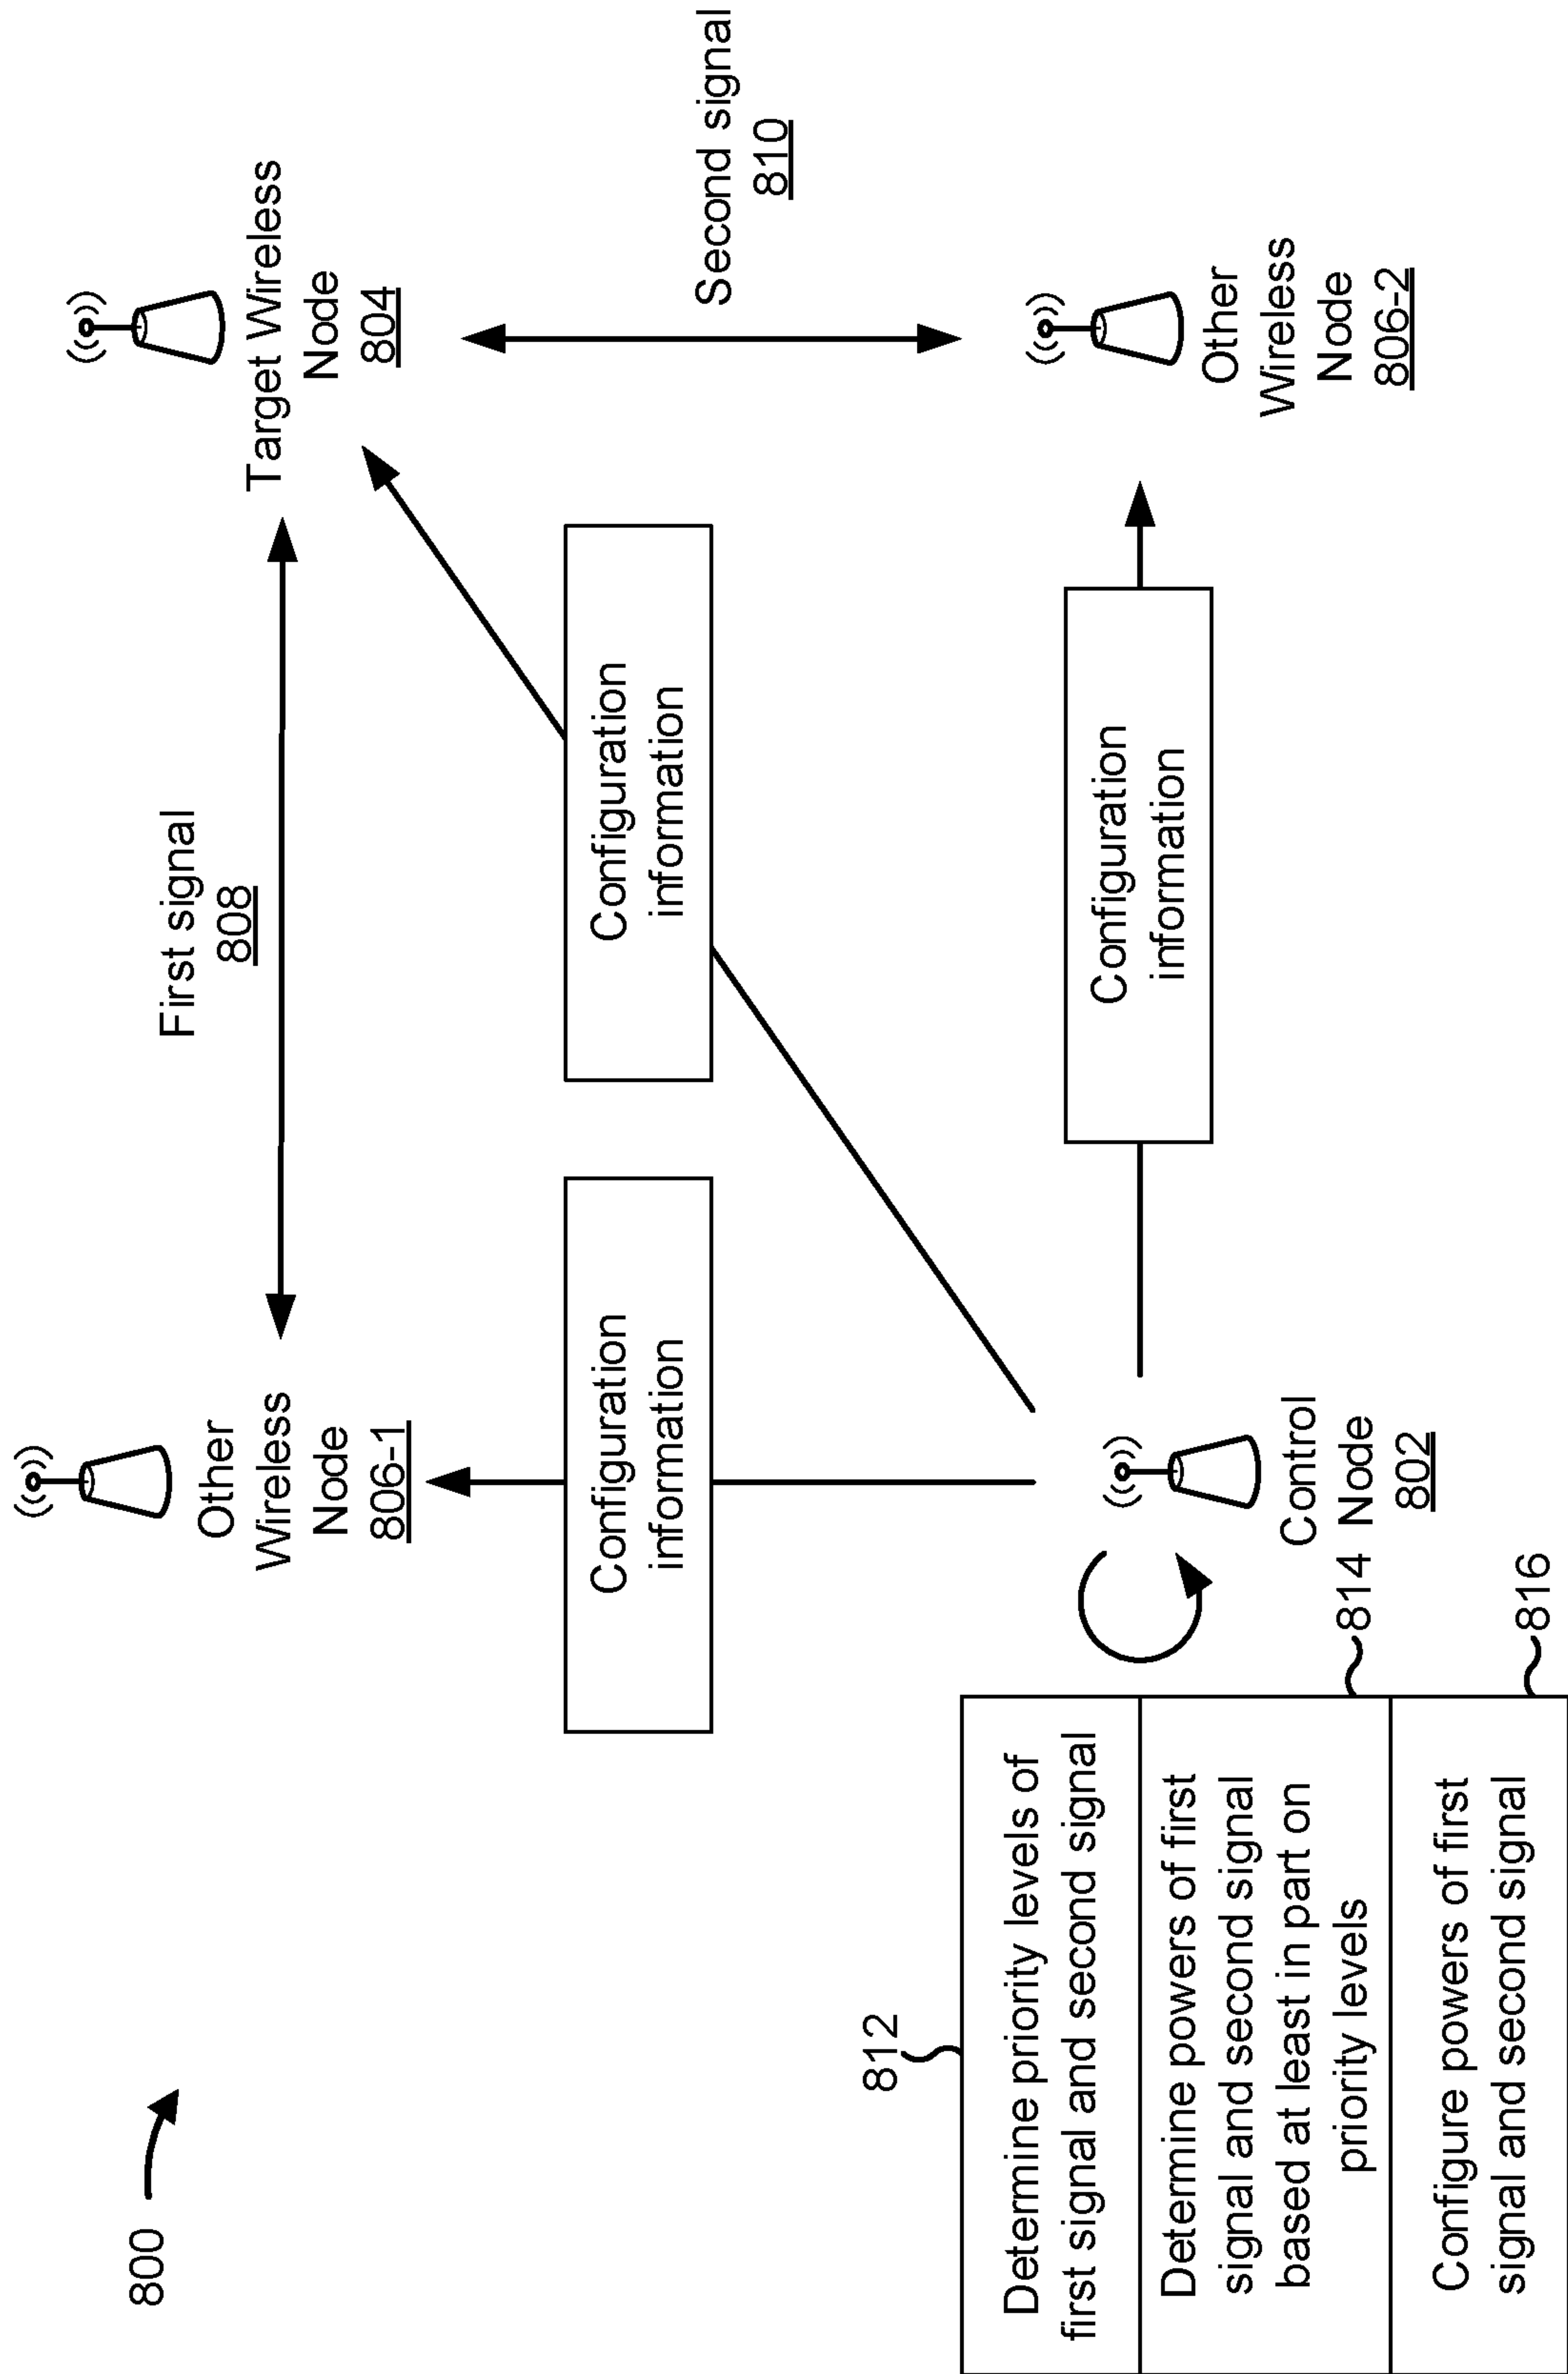 800
First signal
808
Other
Wireless
Node
806-1
Target Wireless
Node
804
Configuration
information
Configuration
information
Second signal
810
812
Determine priority levels of
first signal and second signal
Determine powers of first
signal and second signal
based at least in part on
priority levels
814
Configure powers of first
signal and second signal
816
Control
Node
802
Configuration
information
Other
Wireless
Node
806-2